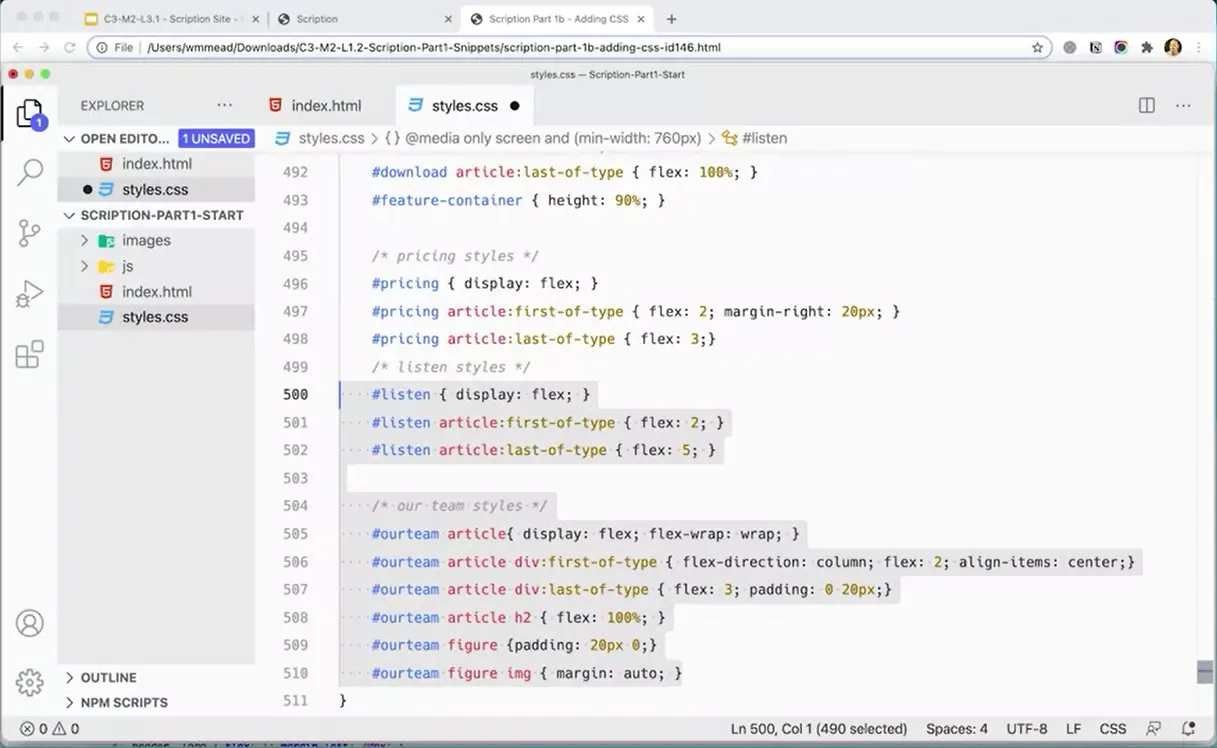 C3-M2-L3.1 - Scription Site -
Scription
Scription Part 1b - Adding CSS
File /Users/wmmead/Downloads/C3-M2-L1.2-Scription-Part1-Snippets/scription-part-1b-adding-css-id146.html
styles.css — Scription-Part1-Start
EXPLORER
index.html
styles.css
1
OPEN EDITO... 1 UNSAVED
styles.css > { } @media only screen and (min-width: 760px) > #listen
index.html
styles.css
SCRIPTION-PART1-START
images
js
index.html
styles.css
492 #download article:last-of-type { flex: 100%; }
493 #feature-container { height: 90%; }
494
495 /* pricing styles */
496 #pricing { display: flex; }
497 #pricing article:first-of-type { flex: 2; margin-right: 20px; }
498 #pricing article:last-of-type { flex: 3;}
499 /* listen styles */
500 #listen { display: flex; }
501 #listen article:first-of-type { flex: 2; }
502 #listen article:last-of-type { flex: 5; }
503
504 /* our team styles */
505 #ourteam article{ display: flex; flex-wrap: wrap; }
506 #ourteam article div:first-of-type { flex-direction: column; flex: 2; align-items: center;}
507 #ourteam article div:last-of-type { flex: 3; padding: 0 20px;}
508 #ourteam article h2 { flex: 100%; }
509 #ourteam figure {padding: 20px 0;}
510 #ourteam figure img { margin: auto; }
511 }
OUTLINE
NPM SCRIPTS
0 0
Ln 500, Col 1 (490 selected) Spaces: 4 UTF-8 LF CSS